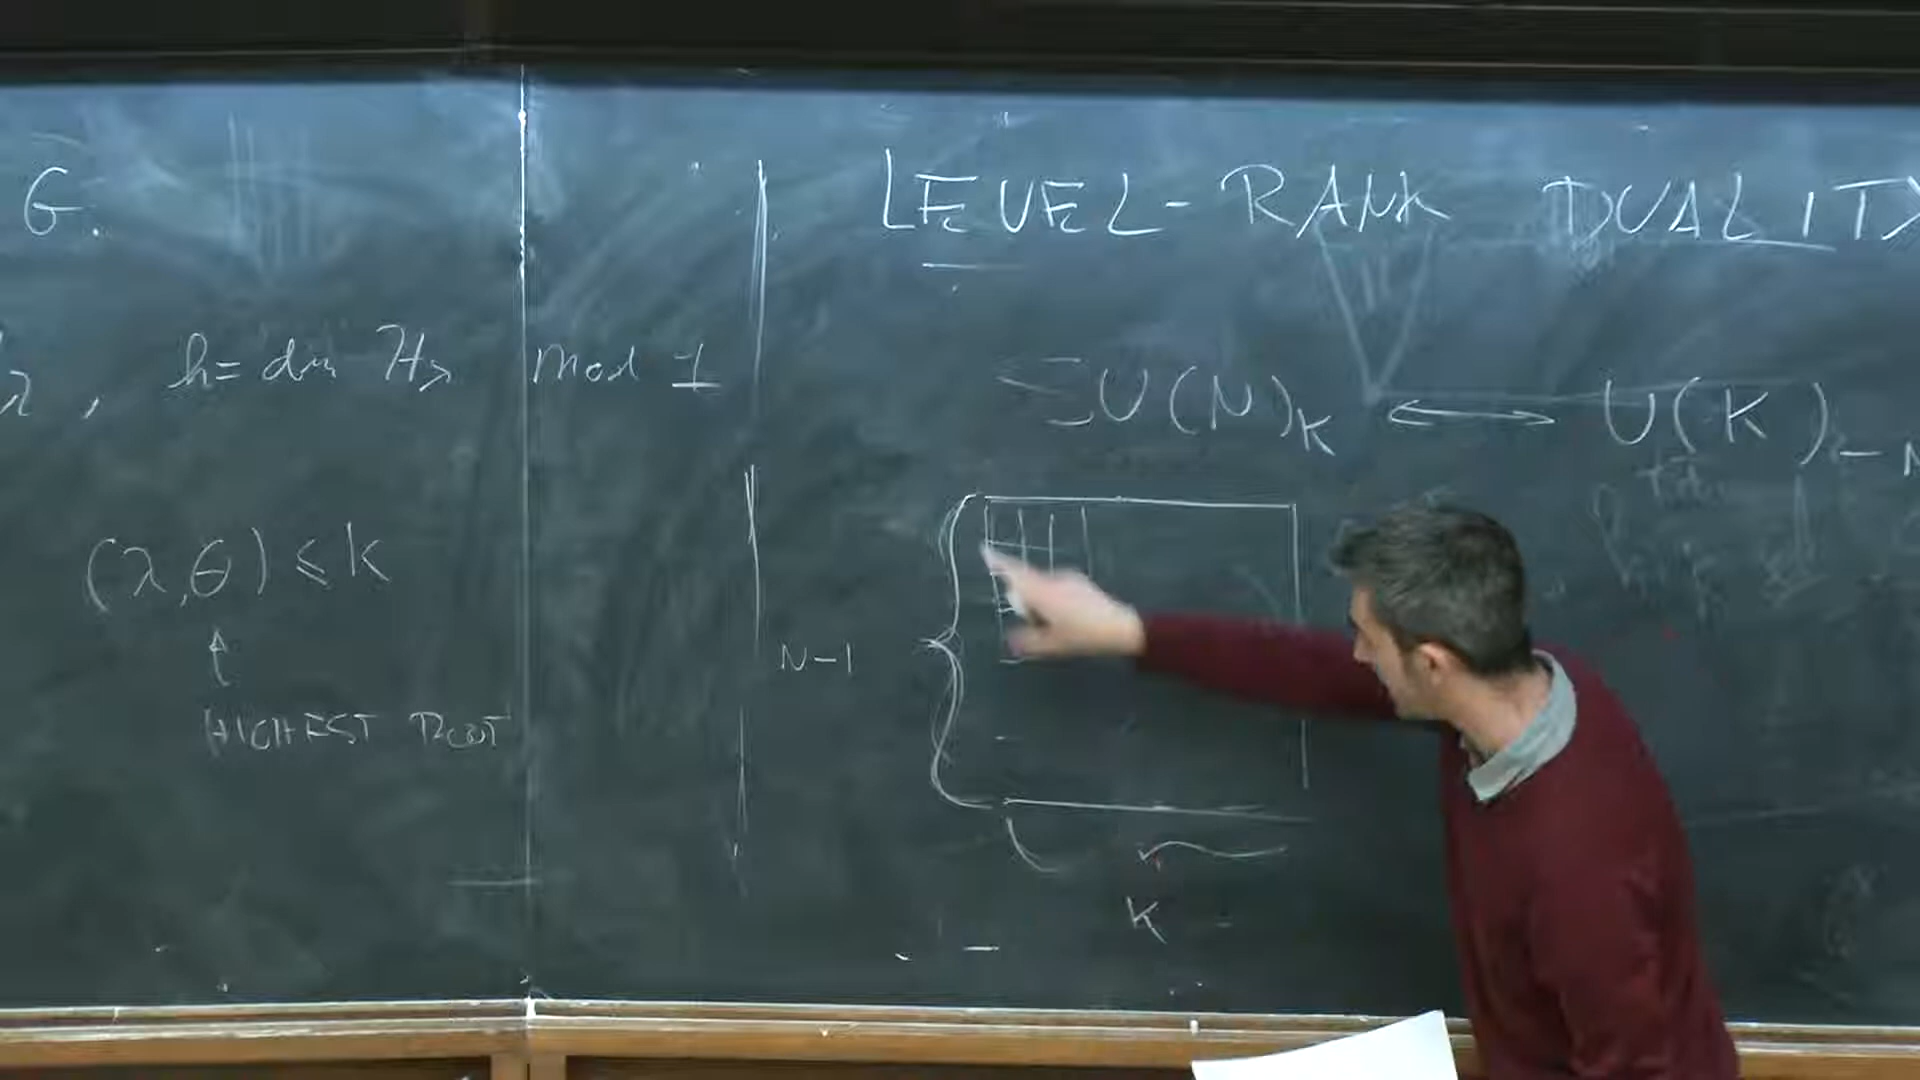 G.
λ, h = dim H_λ mod 1
(λ,θ) ≤ K
↑
HIGHEST ROOT
LEVEL-RANK DUALITY
SU(N)_K ⟷ U(K)_-N
N-1
K